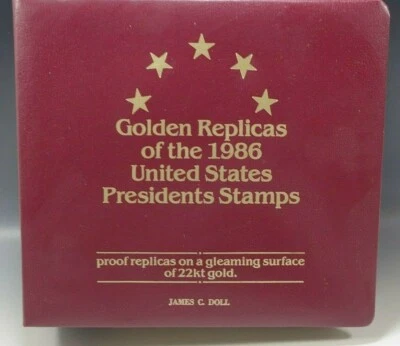 Golden Replicas
of the 1986
United States
Presidents Stamps
proof replicas on a gleaming surface
of 22kt gold.
JAMES C. DOLL